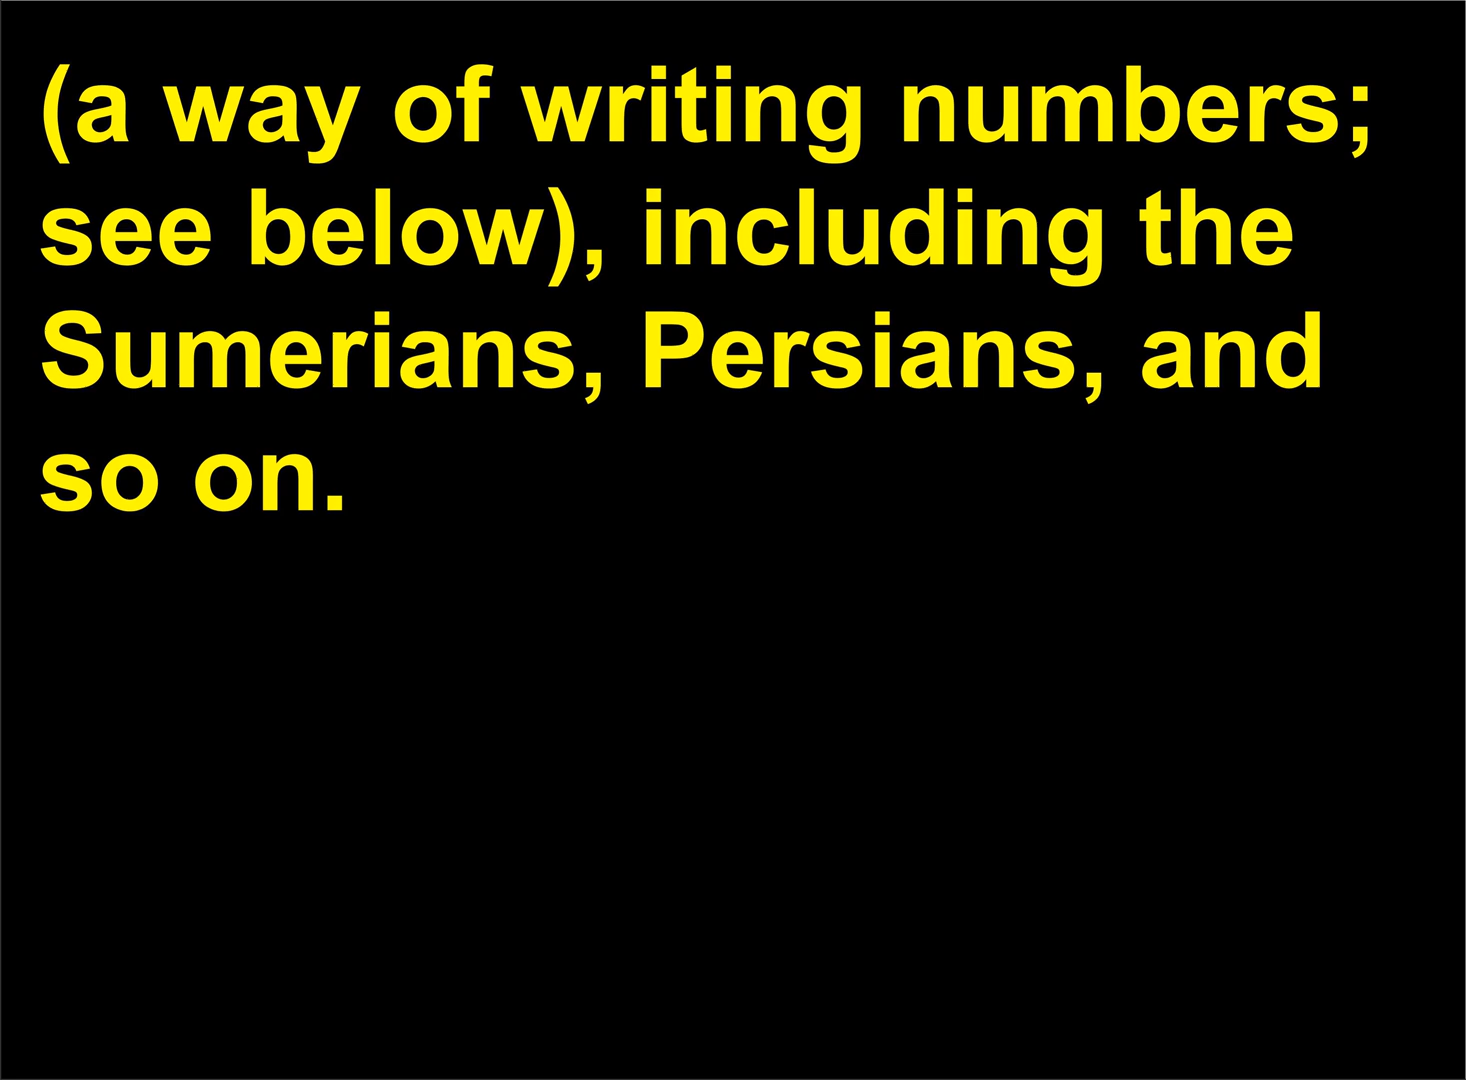 (a way of writing numbers;
see below), including the
Sumerians, Persians, and
so on.